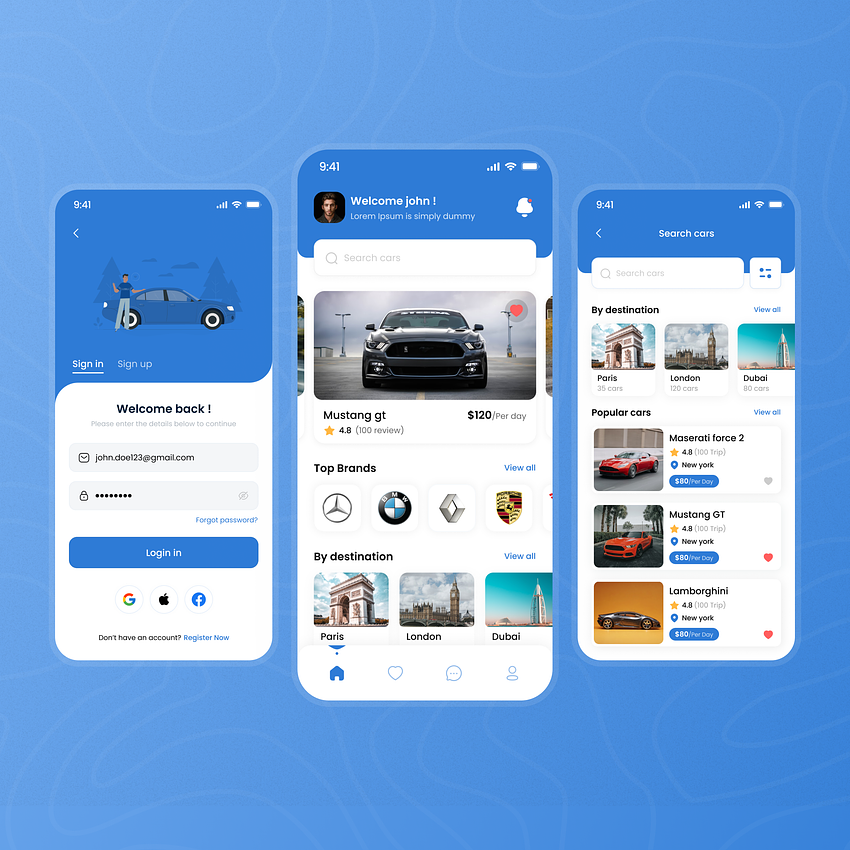 9:41
Sign in
Sign up
Welcome back !
Please enter the details below to continue
john.doe123@gmail.com
••••••••
Forgot password?
Login in
Don't have an account? Register Now
9:41
Welcome john !
Lorem Ipsum is simply dummy
Search cars
Mustang gt
$120/Per day
4.8 (100 review)
Top Brands
View all
BMW
By destination
View all
Paris
London
Dubai
9:41
Search cars
Search cars
By destination
View all
Paris
35 cars
London
120 cars
Dubai
80 cars
Popular cars
View all
Maserati force 2
4.8 (100 Trip)
New york
$80/Per Day
Mustang GT
4.8 (100 Trip)
New york
$80/Per Day
Lamborghini
4.8 (100 Trip)
New york
$80/Per Day